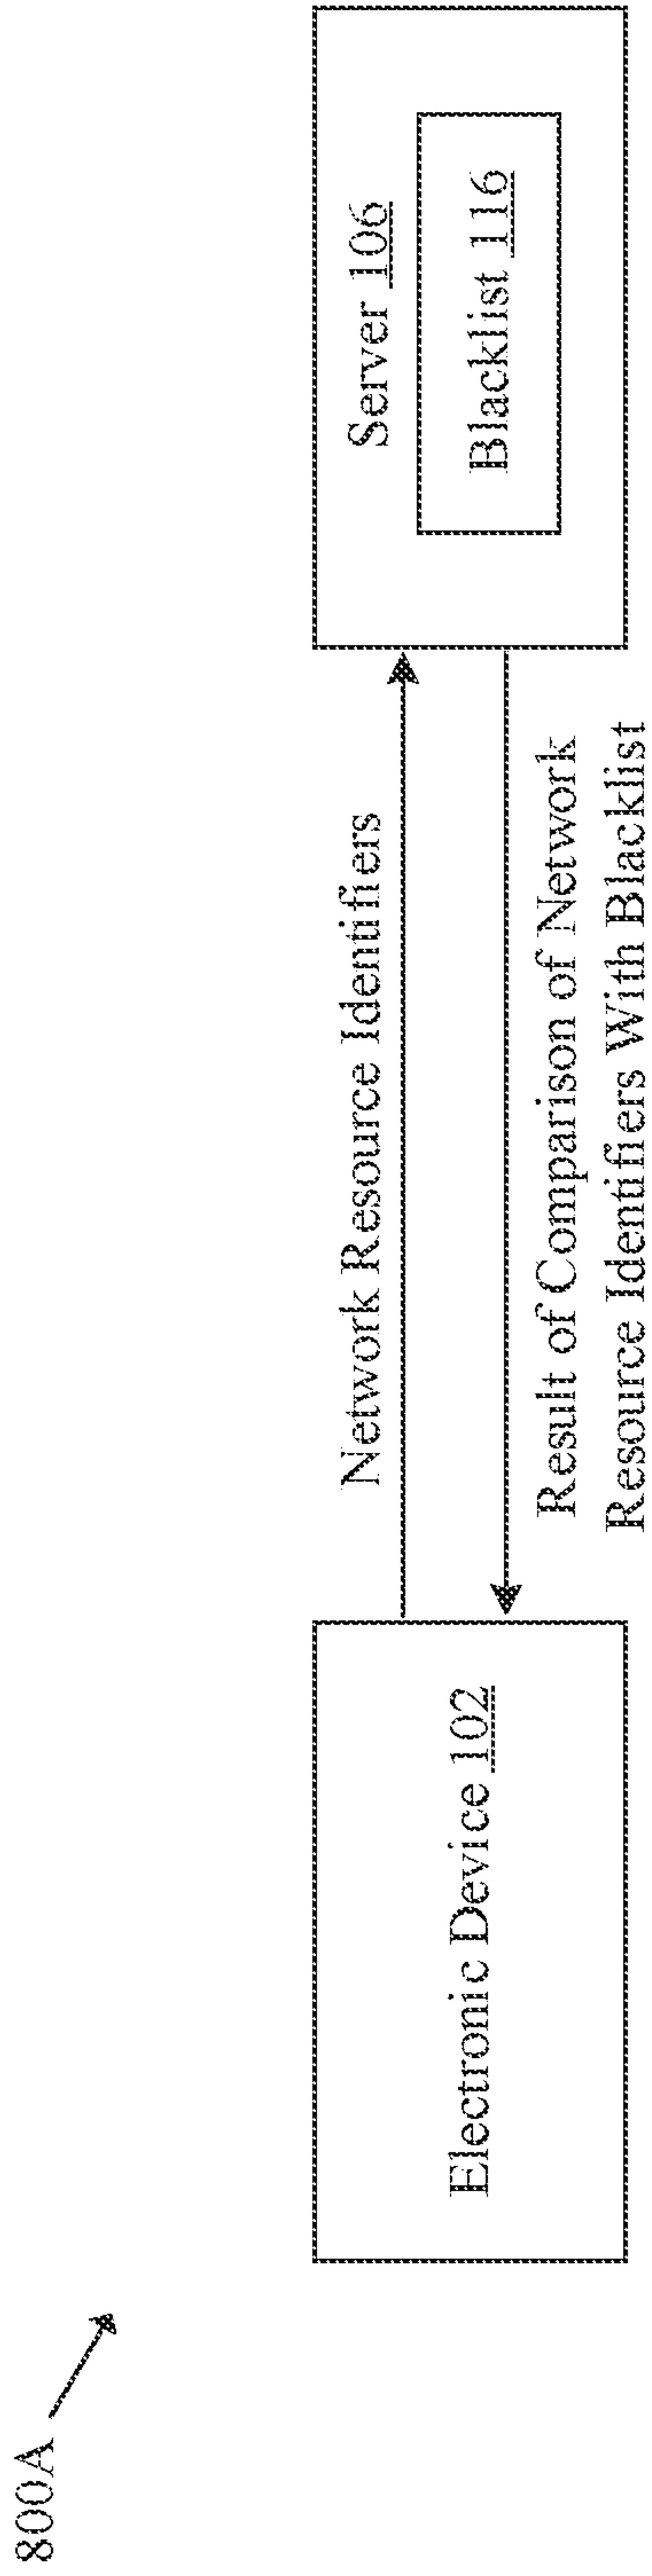 800A
Electronic Device 102
Network Resource Identifiers
Result of Comparison of Network
Resource Identifiers With Blacklist
Server 106
Blacklist 116